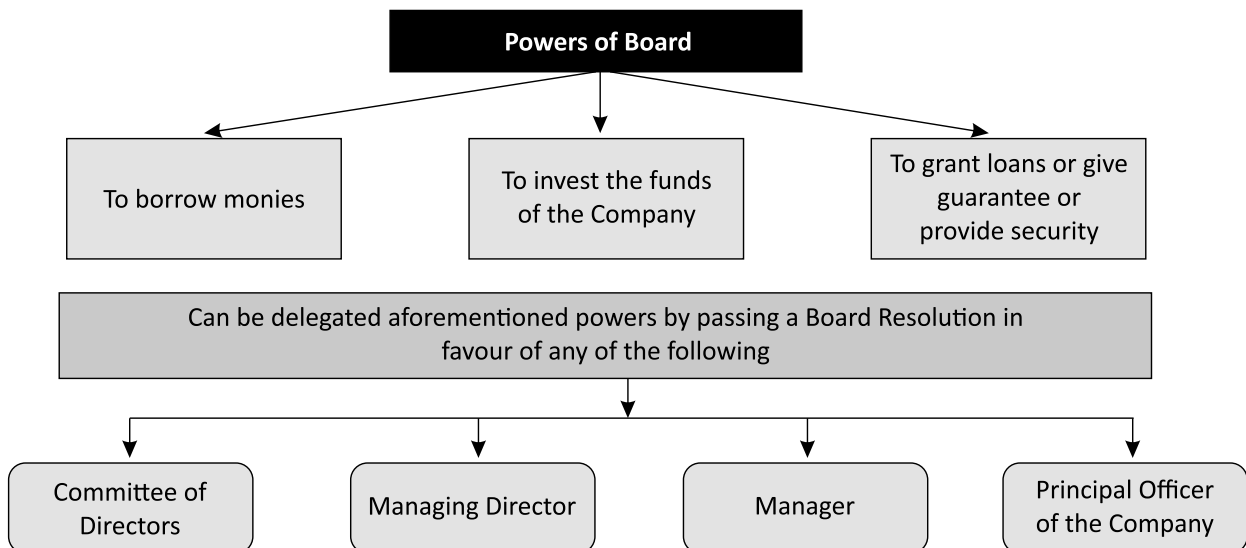 Powers of Board
To borrow monies
To invest the funds
of the Company
To grant loans or give
guarantee or
provide security
Can be delegated aforementioned powers by passing a Board Resolution in
favour of any of the following
Committee of
Directors
Managing Director
Manager
Principal Officer
of the Company